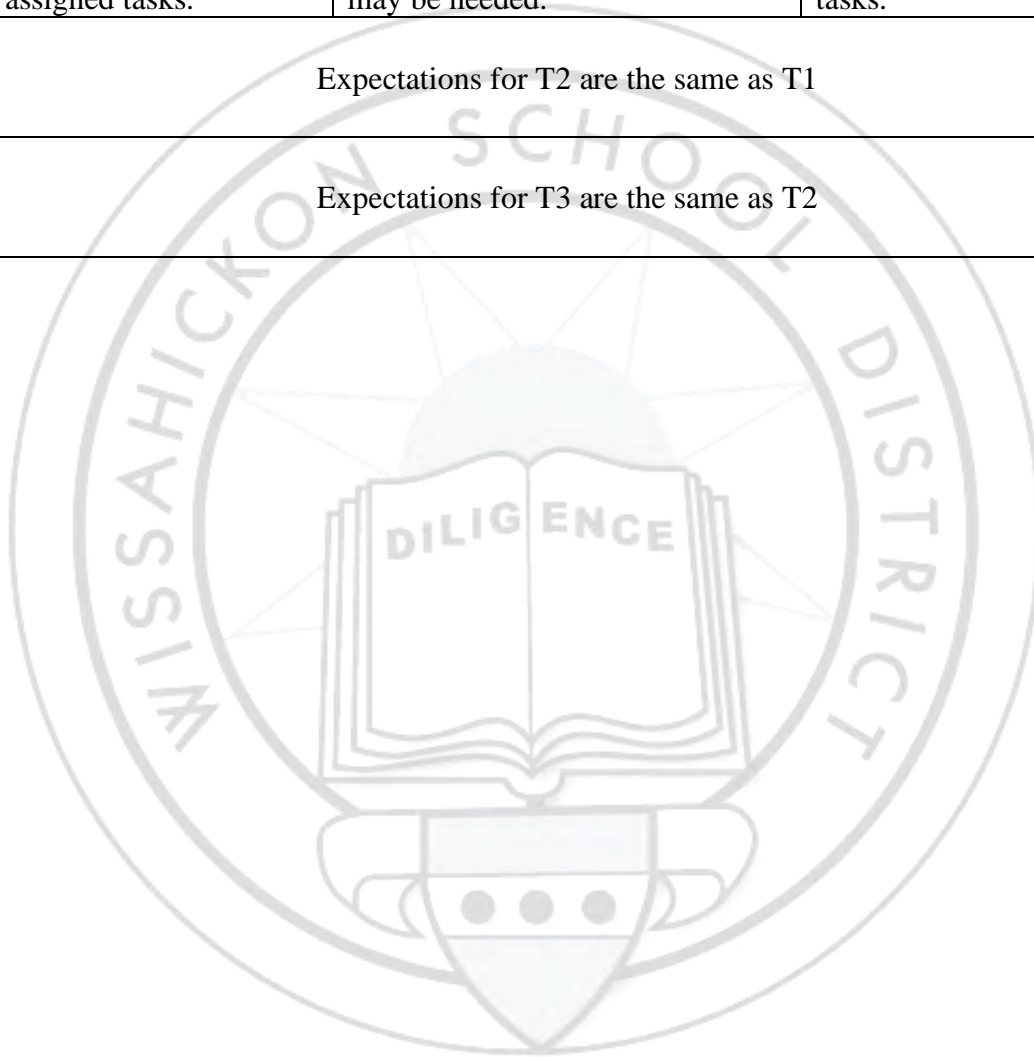 assigned tasks. may be needed. tasks.
Expectations for T2 are the same as T1
Expectations for T3 are the same as T2
WISSAHICKON SCHOOL DISTRICT
DILIGENCE